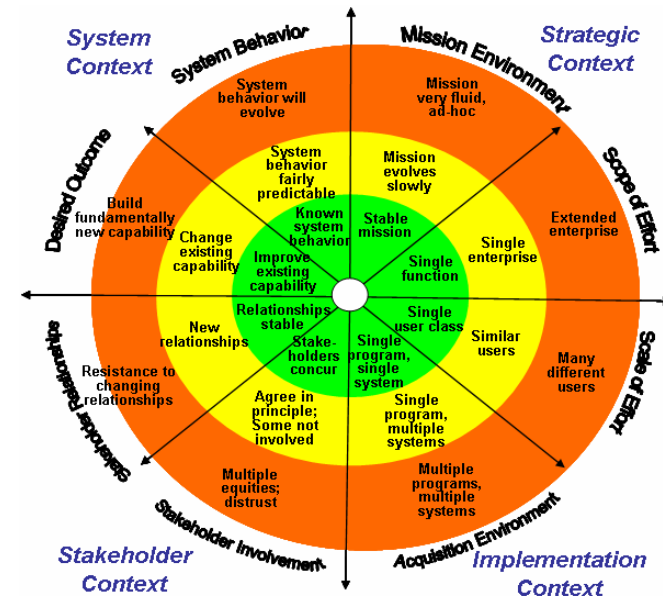 System
Context
System Behavior
Mission Environment
Strategic
Context
Desired Outcome
Scope of Effort
System
behavior will
evolve
Mission
very fluid,
ad-hoc
System
behavior
fairly
predictable
Mission
evolves
slowly
Build
fundamentally
new capability
Change
existing
capability
Known
system
behavior
Stable
mission
Improve
existing
capability
Single
function
Single
enterprise
Extended
enterprise
Stakeholder Relationships
Resistance to
changing
relationships
New
relationships
Relationships
stable
Stake-
holders
concur
Single
program,
single
system
Single
user class
Similar
users
Many
different
users
Scale of Effort
Agree in
principle;
Some not
involved
Single
program,
multiple
systems
Multiple
equities;
distrust
Multiple
programs,
multiple
systems
Stakeholder Involvement
Acquisition Environment
Stakeholder
Context
Implementation
Context